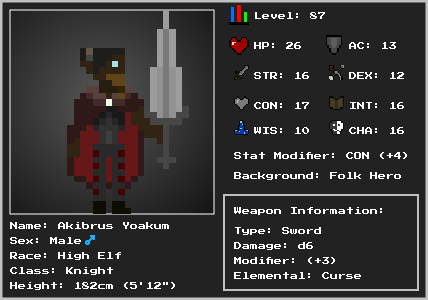 Level: 87
HP: 26
AC: 13
STR: 16
DEX: 12
CON: 17
INT: 16
WIS: 10
CHA: 16
Stat Modifier: CON (+4)
Background: Folk Hero
Name: Akibrus Yoakum
Sex: Male♂
Race: High Elf
Class: Knight
Height: 182cm (5'12")
Weapon Information:
Type: Sword
Damage: d6
Modifier: (+3)
Elemental: Curse